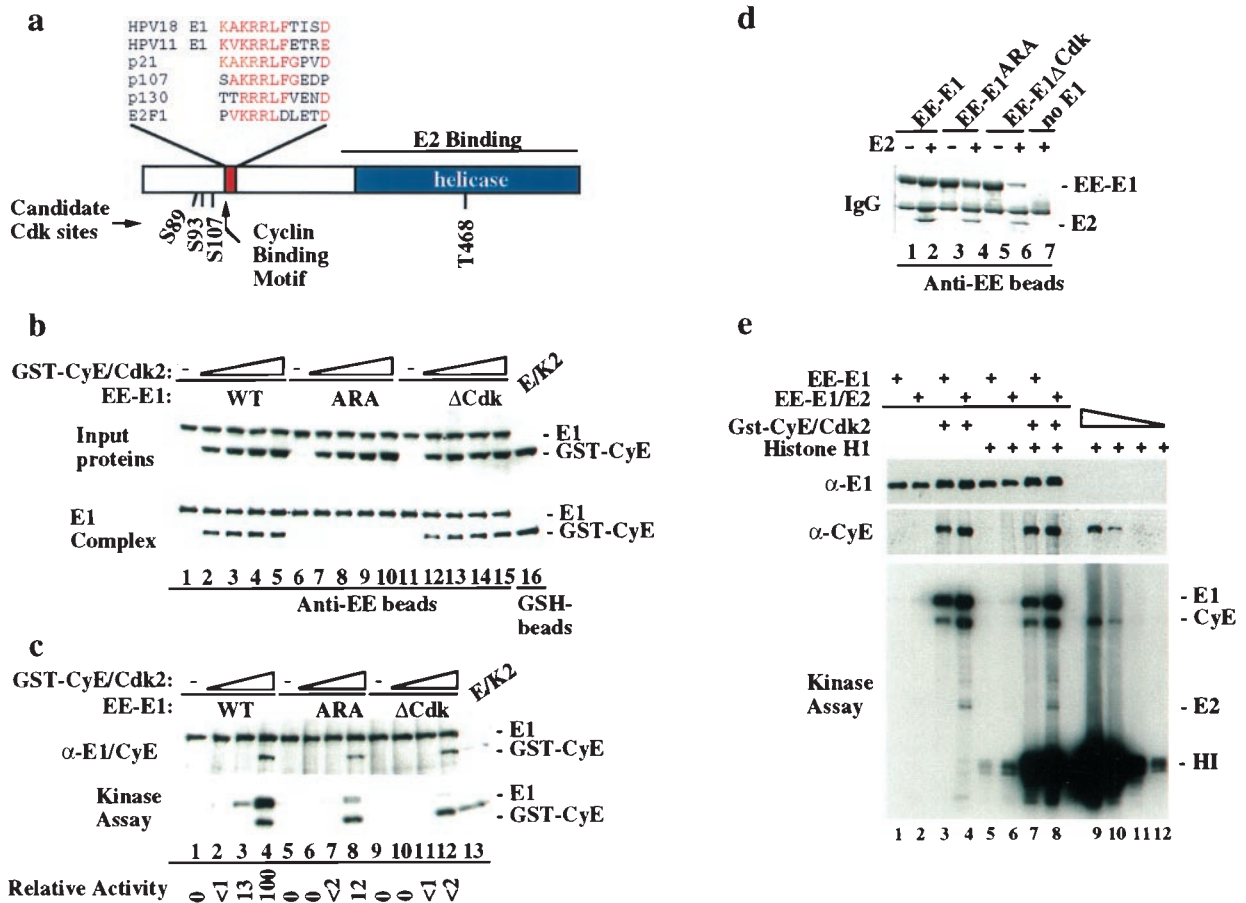 a
HPV18 E1 KAKRRLFTISD
HPV11 E1 KVKRRLFETRE
p21 KAKRRLFGPVD
p107 SAKRRLFGEDP
p130 TTRRRLFVEND
E2F1 PVKRRLDLETD
E2 Binding
helicase
Candidate
Cdk sites
S89
S93
S107
Cyclin
Binding
Motif
T468
b
GST-CyE/Cdk2: - - - E/K2
EE-E1: WT ARA ΔCdk
Input
proteins
- E1
- GST-CyE
E1
Complex
- E1
- GST-CyE
1 2 3 4 5 6 7 8 9 10 11 12 13 14 15 16
Anti-EE beads
GSH-
beads
c
GST-CyE/Cdk2: - - - E/K2
EE-E1: WT ARA ΔCdk
α-E1/CyE
- E1
- GST-CyE
Kinase
Assay
- E1
- GST-CyE
1 2 3 4 5 6 7 8 9 10 11 12 13
Relative Activity 0 <1 13 100 0 0 <2 12 0 0 <1 <2
d
EE-E1
EE-E1ARA
EE-E1ΔCdk
no E1
E2 - + - + - + +
- EE-E1
IgG
- E2
1 2 3 4 5 6 7
Anti-EE beads
e
EE-E1 + + + +
EE-E1/E2 + + + +
Gst-CyE/Cdk2 + + + +
Histone H1 + + + + + + + +
α-E1
α-CyE
Kinase
Assay
- E1
- CyE
- E2
- HI
1 2 3 4 5 6 7 8 9 10 11 12